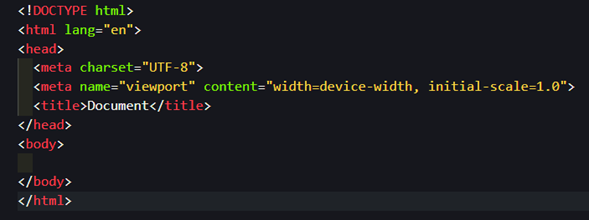 <!DOCTYPE html>
<html lang="en">
<head>
  <meta charset="UTF-8">
  <meta name="viewport" content="width=device-width, initial-scale=1.0">
  <title>Document</title>
</head>
<body>
  
</body>
</html>